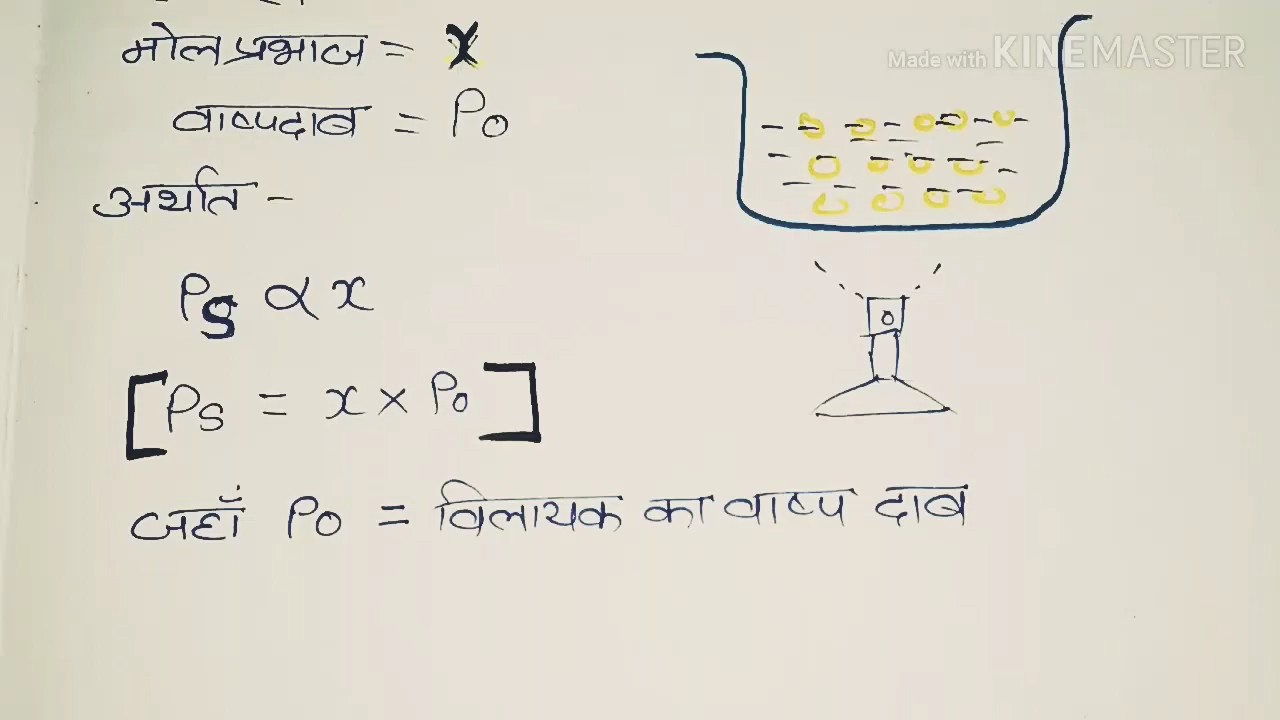 मोल प्रभाज = x
वाष्पदाब = Po
अर्थात -
Ps ∝ x
[Ps = x × Po]
जहाँ Po = विलायक का वाष्प दाब
Made with KINEMASTER